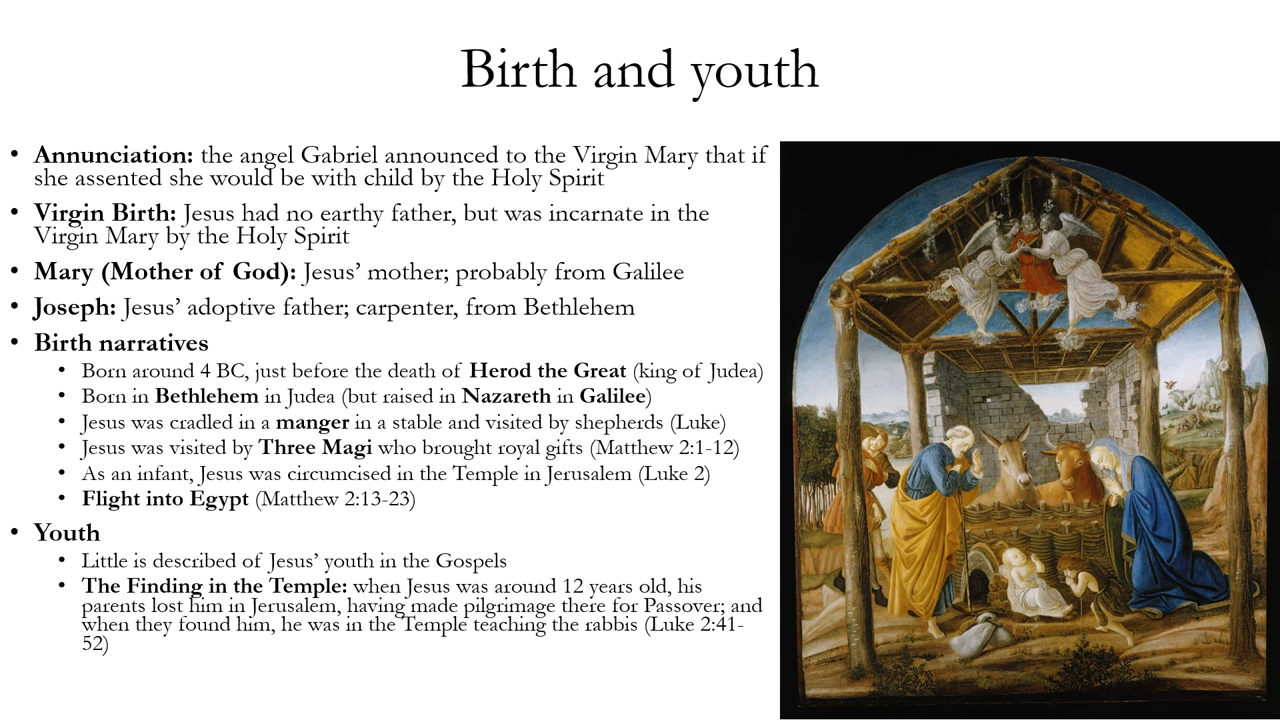 Birth and youth
• Annunciation: the angel Gabriel announced to the Virgin Mary that if
she assented she would be with child by the Holy Spirit
• Virgin Birth: Jesus had no earthy father, but was incarnate in the
Virgin Mary by the Holy Spirit
• Mary (Mother of God): Jesus’ mother; probably from Galilee
• Joseph: Jesus’ adoptive father; carpenter, from Bethlehem
• Birth narratives
• Born around 4 BC, just before the death of Herod the Great (king of Judea)
• Born in Bethlehem in Judea (but raised in Nazareth in Galilee)
• Jesus was cradled in a manger in a stable and visited by shepherds (Luke)
• Jesus was visited by Three Magi who brought royal gifts (Matthew 2:1-12)
• As an infant, Jesus was circumcised in the Temple in Jerusalem (Luke 2)
• Flight into Egypt (Matthew 2:13-23)
• Youth
• Little is described of Jesus’ youth in the Gospels
• The Finding in the Temple: when Jesus was around 12 years old, his
parents lost him in Jerusalem, having made pilgrimage there for Passover; and
when they found him, he was in the Temple teaching the rabbis (Luke 2:41-
52)